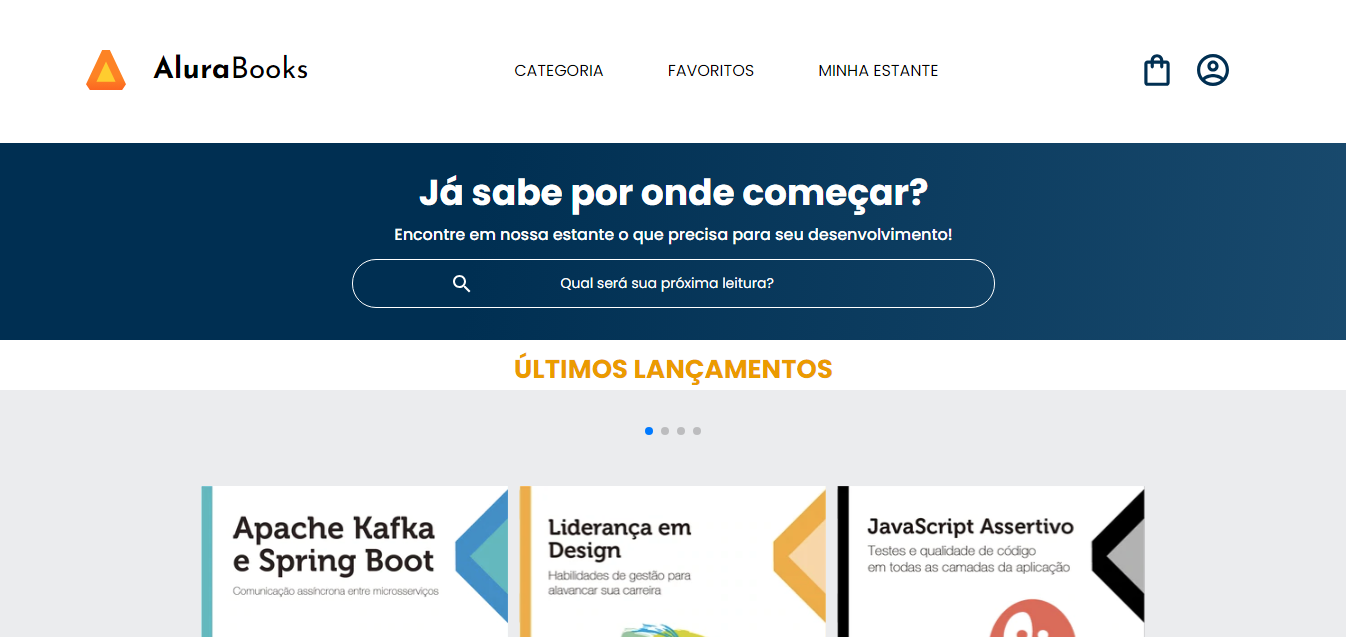 AluraBooks
CATEGORIA
FAVORITOS
MINHA ESTANTE
Já sabe por onde começar?
Encontre em nossa estante o que precisa para seu desenvolvimento!
Qual será sua próxima leitura?
ÚLTIMOS LANÇAMENTOS
Apache Kafka
e Spring Boot
Comunicação assíncrona entre microsserviços
Liderança em
Design
Habilidades de gestão para
alavancar sua carreira
JavaScript Assertivo
Testes e qualidade de código
em todas as camadas da aplicação